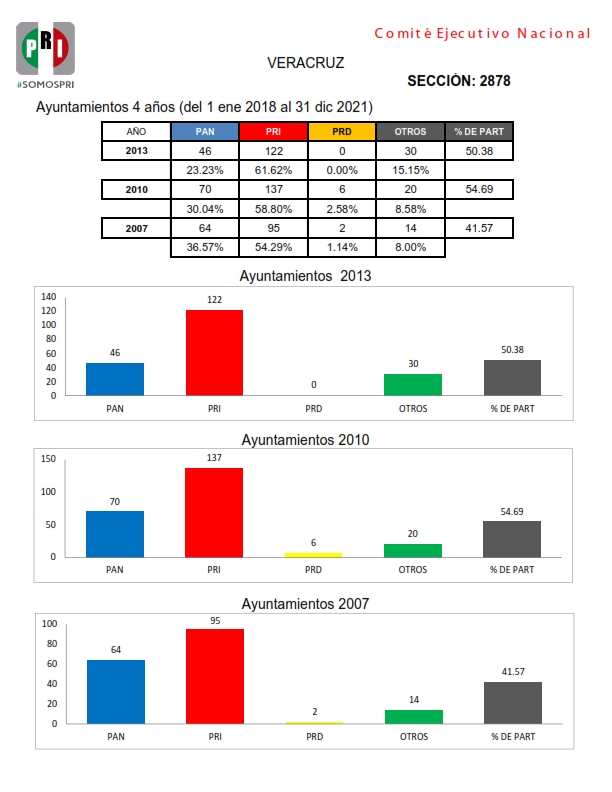 Comité Ejecutivo Nacional
PRI
#SOMOSPRI
VERACRUZ
SECCIÓN: 2878
Ayuntamientos 4 años (del 1 ene 2018 al 31 dic 2021)
AÑO PAN PRI PRD OTROS % DE PART
2013 46 122 0 30 50.38
23.23% 61.62% 0.00% 15.15%
2010 70 137 6 20 54.69
30.04% 58.80% 2.58% 8.58%
2007 64 95 2 14 41.57
36.57% 54.29% 1.14% 8.00%
Ayuntamientos 2013
140
120
100
80
60
40
20
0
46 122 0 30 50.38
PAN PRI PRD OTROS % DE PART
Ayuntamientos 2010
150
100
50
0
70 137 6 20 54.69
PAN PRI PRD OTROS % DE PART
Ayuntamientos 2007
100
80
60
40
20
0
64 95 2 14 41.57
PAN PRI PRD OTROS % DE PART